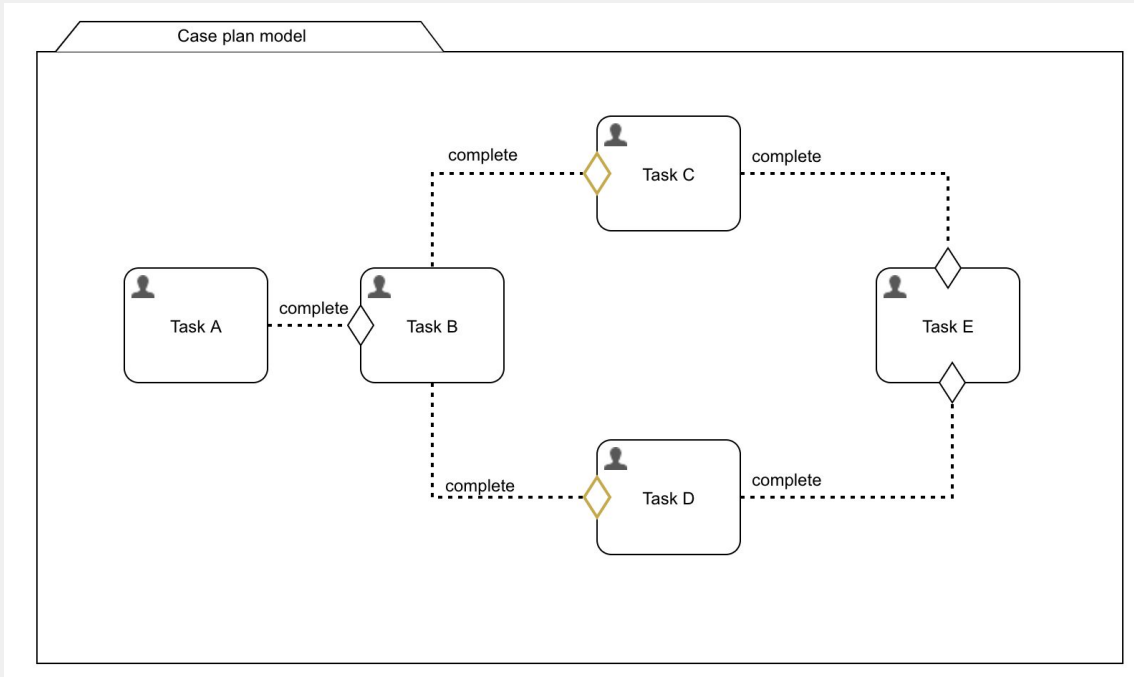 Case plan model
complete
Task C
complete
Task A
complete
Task B
Task E
complete
Task D
complete